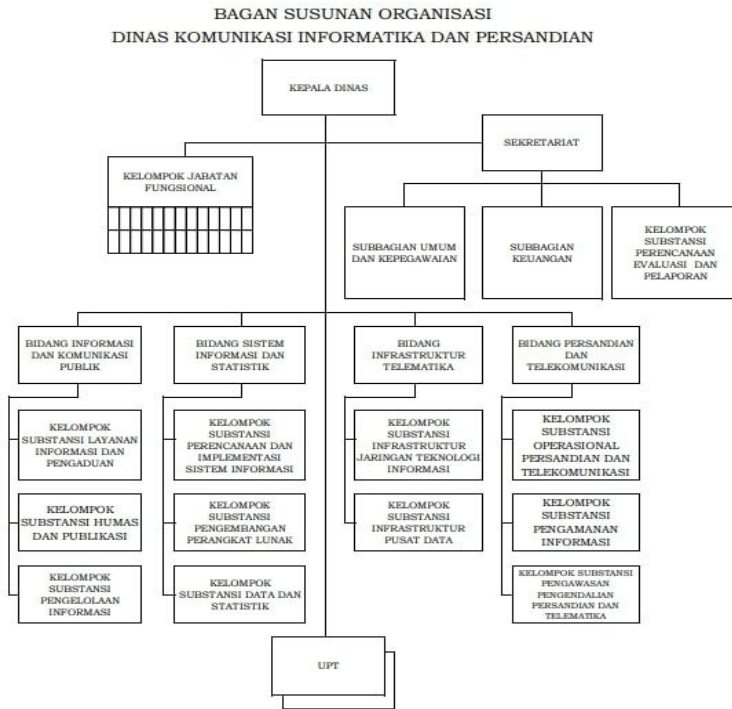 BAGAN SUSUNAN ORGANISASI
DINAS KOMUNIKASI INFORMATIKA DAN PERSANDIAN
KEPALA DINAS
SEKRETARIAT
KELOMPOK JABATAN
FUNGSIONAL
SUBBAGIAN UMUM
DAN KEPEGAWAIAN
SUBBAGIAN
KEUANGAN
KELOMPOK
SUBSTANSI
PERENCANAAN
EVALUASI DAN
PELAPORAN
BIDANG INFORMASI
DAN KOMUNIKASI
PUBLIK
BIDANG SISTEM
INFORMASI DAN
STATISTIK
BIDANG
INFRASTRUKTUR
TELEMATIKA
BIDANG PERSANDIAN
DAN
TELEKOMUNIKASI
KELOMPOK
SUBSTANSI LAYANAN
INFORMASI DAN
PENGADUAN
KELOMPOK
SUBSTANSI
PERENCANAAN DAN
IMPLEMENTASI
SISTEM INFORMASI
KELOMPOK
SUBSTANSI
INFRASTRUKTUR
JARINGAN TEKNOLOGI
INFORMASI
KELOMPOK
SUBSTANSI
OPERASIONAL
PERSANDIAN DAN
TELEKOMUNIKASI
KELOMPOK
SUBSTANSI HUMAS
DAN PUBLIKASI
KELOMPOK
SUBSTANSI
PENGEMBANGAN
PERANGKAT LUNAK
KELOMPOK
SUBSTANSI
INFRASTRUKTUR
PUSAT DATA
KELOMPOK
SUBSTANSI
PENGAMANAN
INFORMASI
KELOMPOK
SUBSTANSI
PENGELOLAAN
INFORMASI
KELOMPOK
SUBSTANSI DATA DAN
STATISTIK
KELOMPOK SUBSTANSI
PENGAWASAN
PENGENDALIAN
PERSANDIAN DAN
TELEMATIKA
UPT